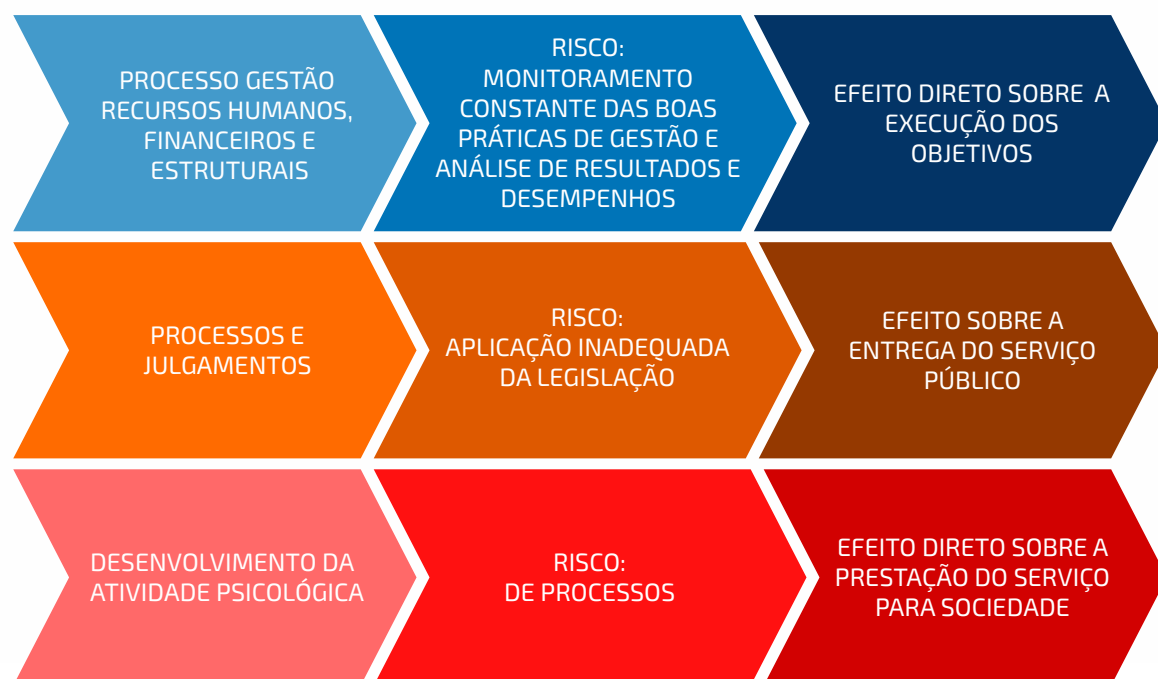 PROCESSO GESTÃO
RECURSOS HUMANOS,
FINANCEIROS E
ESTRUTURAIS
RISCO:
MONITORAMENTO
CONSTANTE DAS BOAS
PRÁTICAS DE GESTÃO E
ANÁLISE DE RESULTADOS E
DESEMPENHOS
EFEITO DIRETO SOBRE A
EXECUÇÃO DOS
OBJETIVOS
PROCESSOS E
JULGAMENTOS
RISCO:
APLICAÇÃO INADEQUADA
DA LEGISLAÇÃO
EFEITO SOBRE A
ENTREGA DO SERVIÇO
PÚBLICO
DESENVOLVIMENTO DA
ATIVIDADE PSICOLÓGICA
RISCO:
DE PROCESSOS
EFEITO DIRETO SOBRE A
PRESTAÇÃO DO SERVIÇO
PARA SOCIEDADE